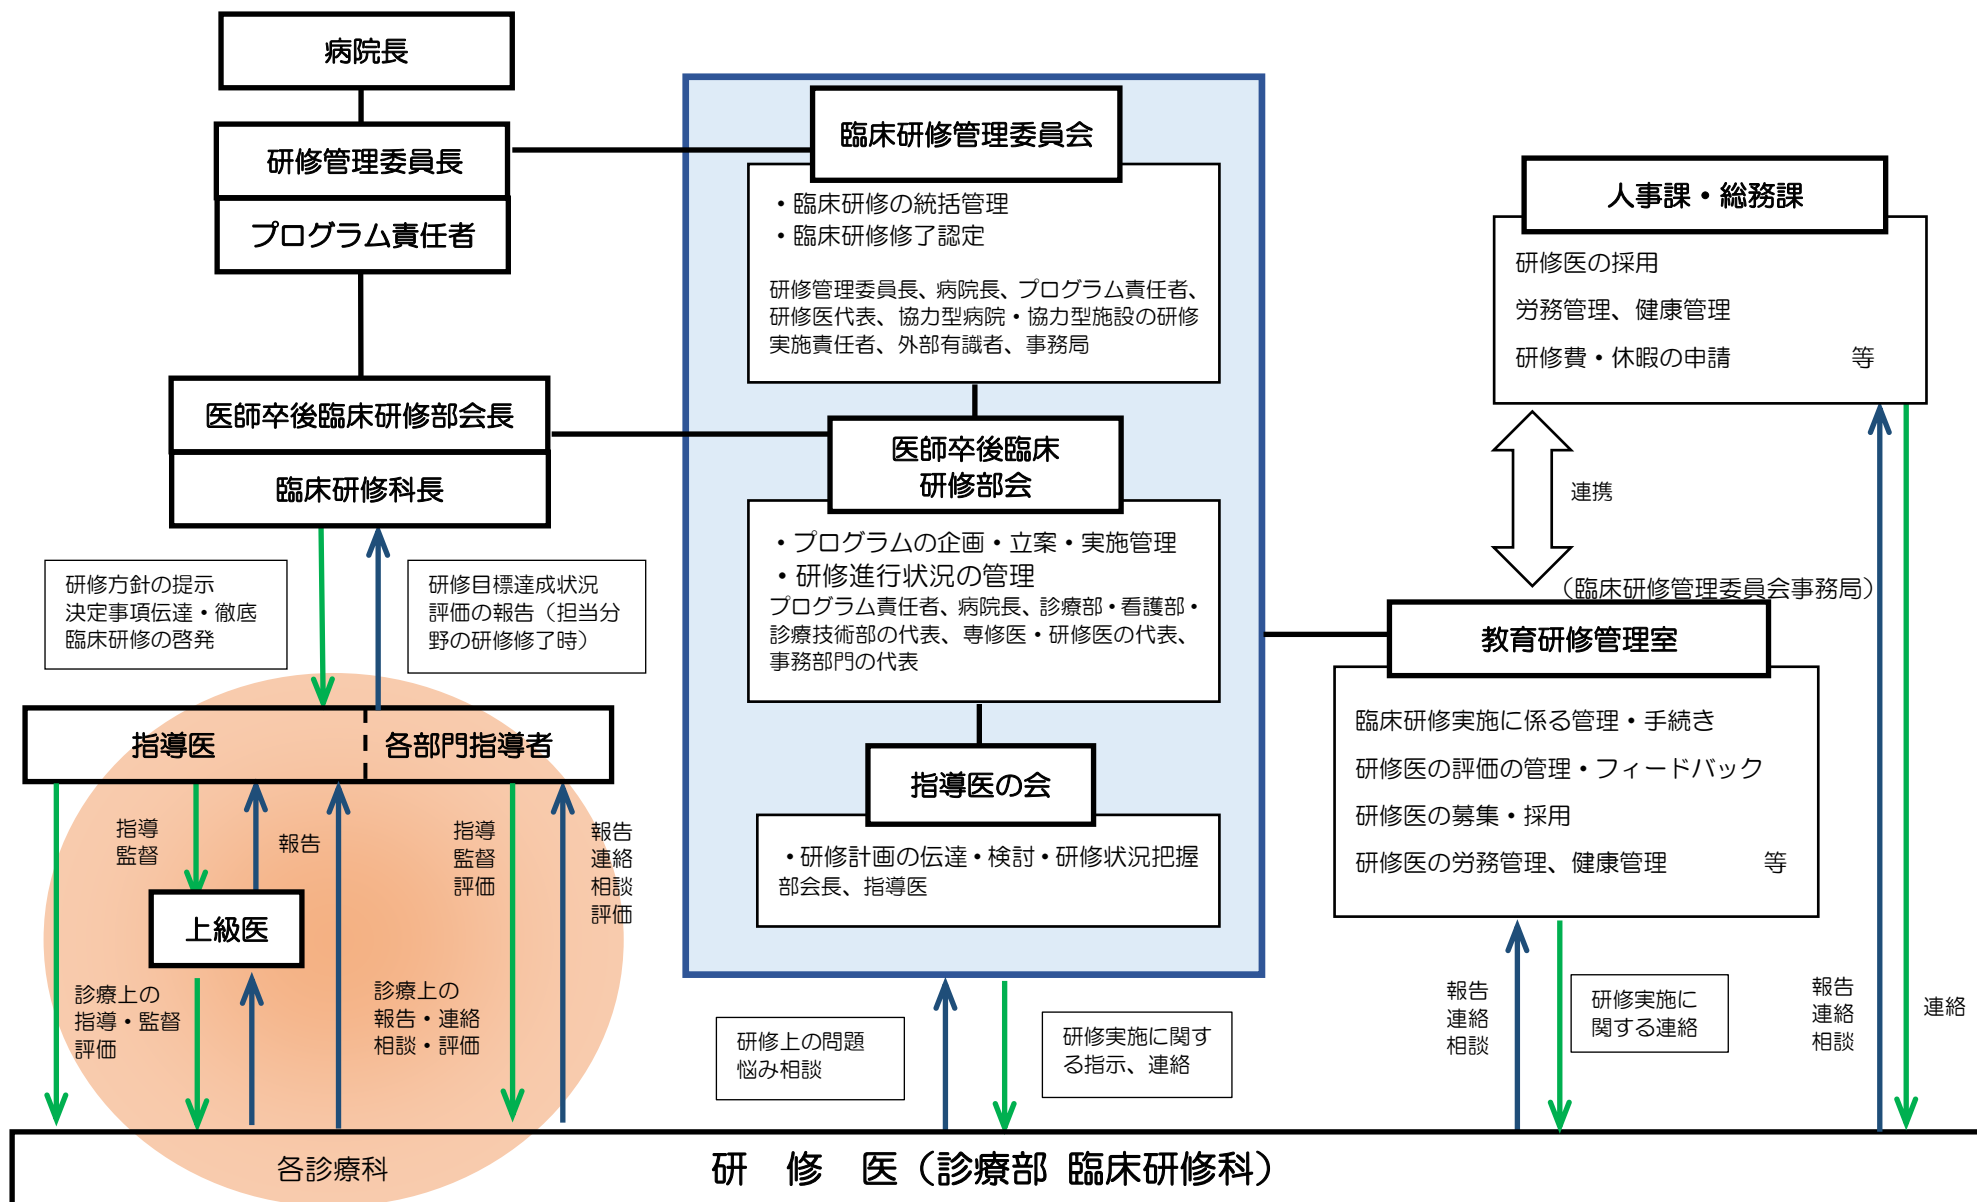 病院長
研修管理委員長
プログラム責任者
医師卒後臨床研修部会長
臨床研修科長
研修方針の提示
決定事項伝達・徹底
臨床研修の啓発
研修目標達成状況
評価の報告（担当分
野の研修修了時）
指導医
各部門指導者
指導
監督
報告
指導
監督
評価
報告
連絡
相談
評価
上級医
診療上の
指導・監督
評価
診療上の
報告・連絡
相談・評価
臨床研修管理委員会
・臨床研修の統括管理
・臨床研修修了認定
研修管理委員長、病院長、プログラム責任者、
研修医代表、協力型病院・協力型施設の研修
実施責任者、外部有識者、事務局
医師卒後臨床
研修部会
・プログラムの企画・立案・実施管理
・研修進行状況の管理
プログラム責任者、病院長、診療部・看護部・
診療技術部の代表、専修医・研修医の代表、
事務部門の代表
指導医の会
・研修計画の伝達・検討・研修状況把握
部会長、指導医
研修上の問題
悩み相談
研修実施に関す
る指示、連絡
人事課・総務課
研修医の採用
労務管理、健康管理
研修費・休暇の申請 等
連携
（臨床研修管理委員会事務局）
教育研修管理室
臨床研修実施に係る管理・手続き
研修医の評価の管理・フィードバック
研修医の募集・採用
研修医の労務管理、健康管理 等
報告
連絡
相談
研修実施に
関する連絡
報告
連絡
相談
連絡
各診療科
研 修 医（診療部 臨床研修科）